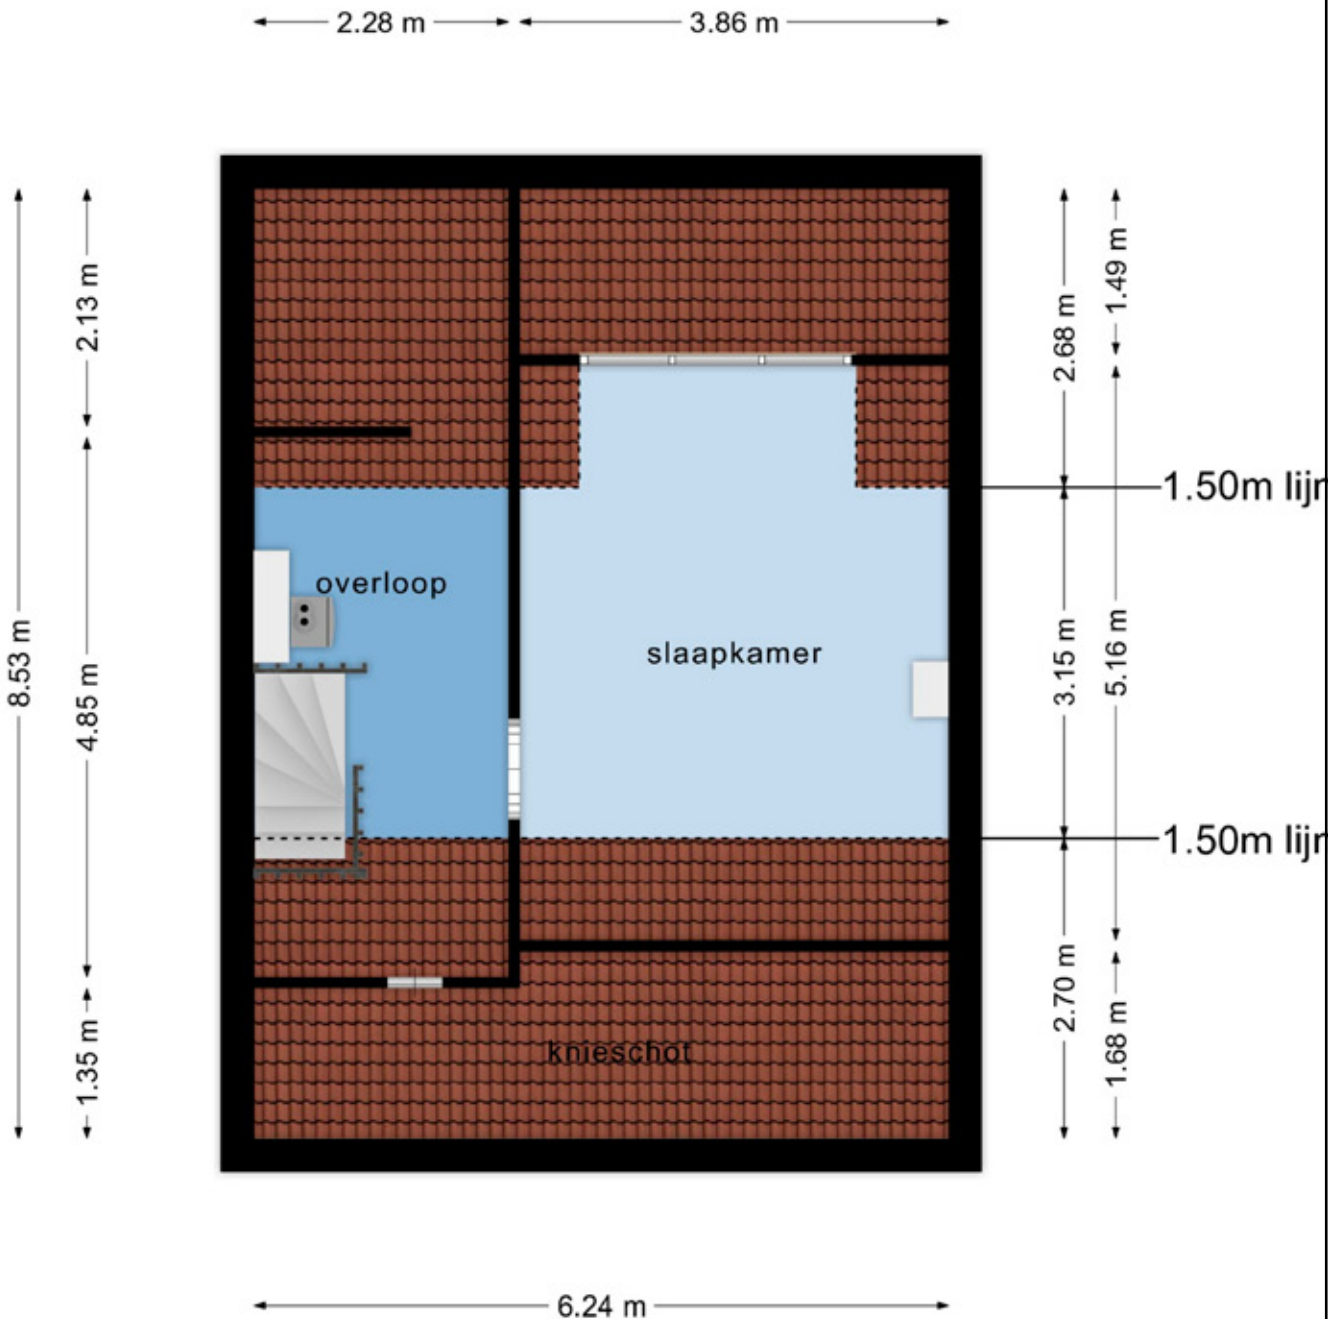 2.28 m
3.86 m
8.53 m
2.13 m
4.85 m
1.35 m
overloop
slaapkamer
knieschot
2.68 m
3.15 m
2.70 m
1.49 m
5.16 m
1.68 m
1.50m lijn
1.50m lijn
6.24 m